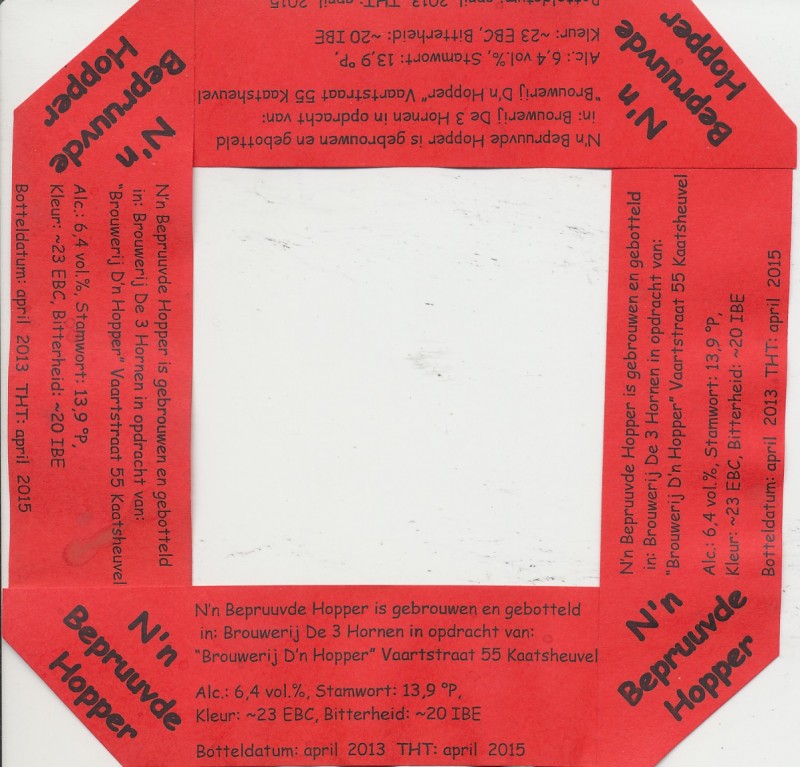 Botteldatum: april 2013 THT: april 2015
Kleur: ~23 EBC, Bitterheid: ~20 IBE
Alc.: 6,4 vol.%, Stamwort: 13,9 °P,
"Brouwerij D'n Hopper" Vaartstraat 55 Kaatsheuvel
in: Brouwerij De 3 Hornen in opdracht van:
N'n Bepruuvde Hopper is gebrouwen en gebotteld
N'n
Bepruuvde
Hopper
N'n
Bepruuvde
Hopper
N'n Bepruuvde Hopper is gebrouwen en gebotteld
in: Brouwerij De 3 Hornen in opdracht van:
"Brouwerij D'n Hopper" Vaartstraat 55 Kaatsheuvel
Alc.: 6,4 vol.%, Stamwort: 13,9 °P,
Kleur: ~23 EBC, Bitterheid: ~20 IBE
Botteldatum: april 2013 THT: april 2015
N'n Bepruuvde Hopper is gebrouwen en gebotteld
in: Brouwerij De 3 Hornen in opdracht van:
"Brouwerij D'n Hopper" Vaartstraat 55 Kaatsheuvel
Alc.: 6,4 vol.%, Stamwort: 13,9 °P,
Kleur: ~23 EBC, Bitterheid: ~20 IBE
Botteldatum: april 2013 THT: april 2015
N'n
Bepruuvde
Hopper
N'n Bepruuvde Hopper is gebrouwen en gebotteld
in: Brouwerij De 3 Hornen in opdracht van:
"Brouwerij D'n Hopper" Vaartstraat 55 Kaatsheuvel
Alc.: 6,4 vol.%, Stamwort: 13,9 °P,
Kleur: ~23 EBC, Bitterheid: ~20 IBE
Botteldatum: april 2013 THT: april 2015
N'n
Bepruuvde
Hopper